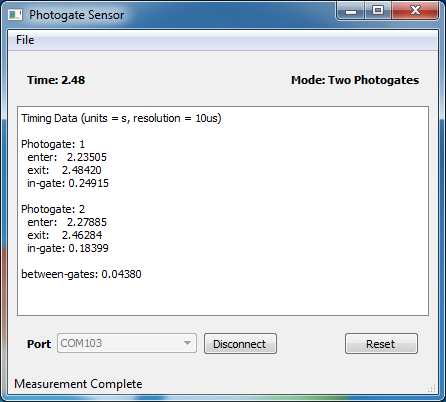 Photogate Sensor
File
Time: 2.48 Mode: Two Photogates
Timing Data (units = s, resolution = 10us)
Photogate: 1
enter: 2.23505
exit: 2.48420
in-gate: 0.24915
Photogate: 2
enter: 2.27885
exit: 2.46284
in-gate: 0.18399
between-gates: 0.04380
Port COM103 Disconnect Reset
Measurement Complete